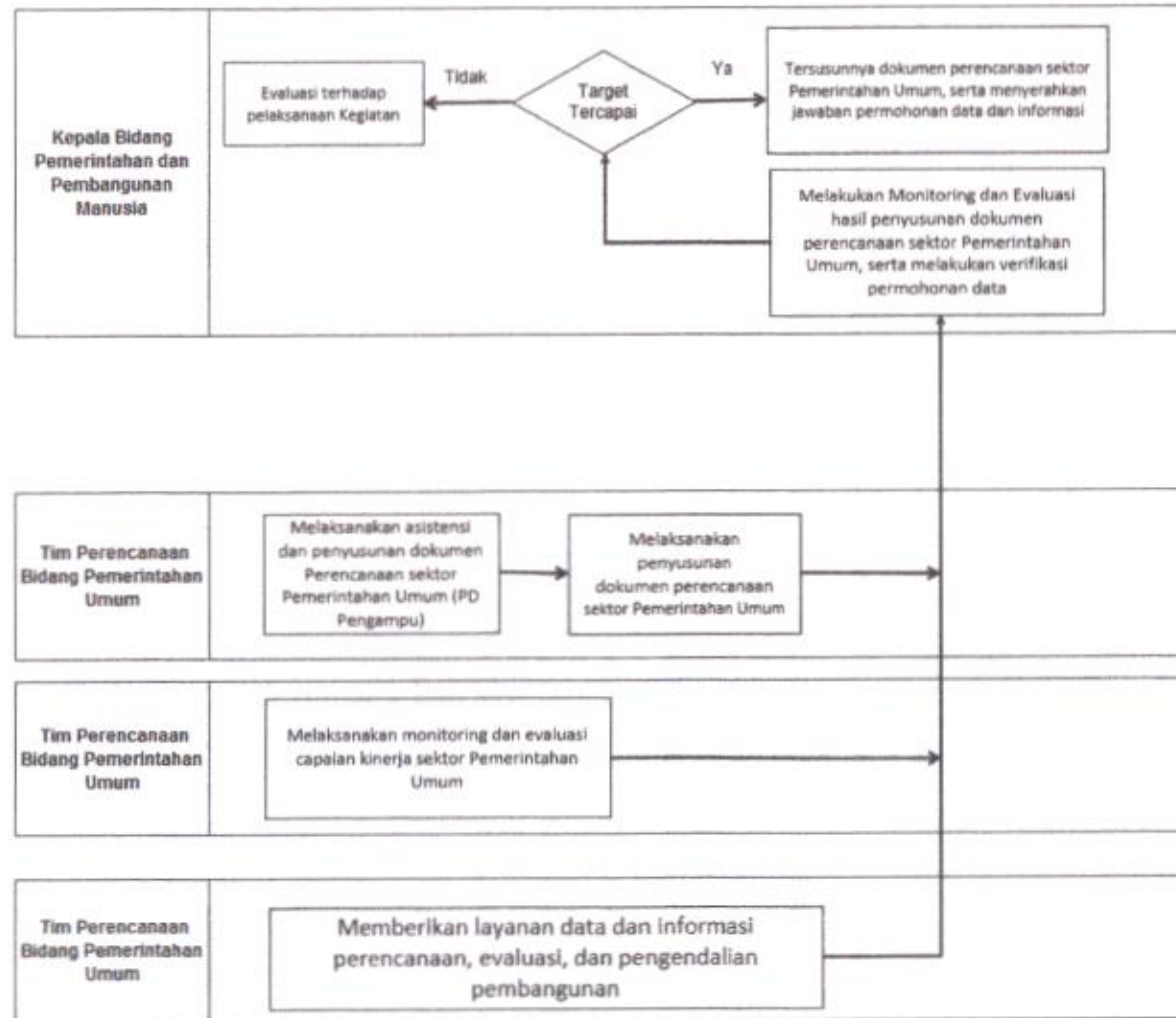 Kepala Bidang
Pemerintahan dan
Pembangunan
Manusia
Evaluasi terhadap
pelaksanaan Kegiatan
Tidak
Target
Tercapai
Ya
Tersusunnya dokumen perencanaan sektor
Pemerintahan Umum, serta menyerahkan
jawaban permohonan data dan informasi
Melakukan Monitoring dan Evaluasi
hasil penyusunan dokumen
perencanaan sektor Pemerintahan
Umum, serta melakukan verifikasi
permohonan data
Tim Perencanaan
Bidang Pemerintahan
Umum
Melaksanakan asistensi
dan penyusunan dokumen
Perencanaan sektor
Pemerintahan Umum (PD
Pengampu)
Melaksanakan
penyusunan
dokumen perencanaan
sektor Pemerintahan Umum
Tim Perencanaan
Bidang Pemerintahan
Umum
Melaksanakan monitoring dan evaluasi
capaian kinerja sektor Pemerintahan
Umum
Tim Perencanaan
Bidang Pemerintahan
Umum
Memberikan layanan data dan informasi
perencanaan, evaluasi, dan pengendalian
pembangunan